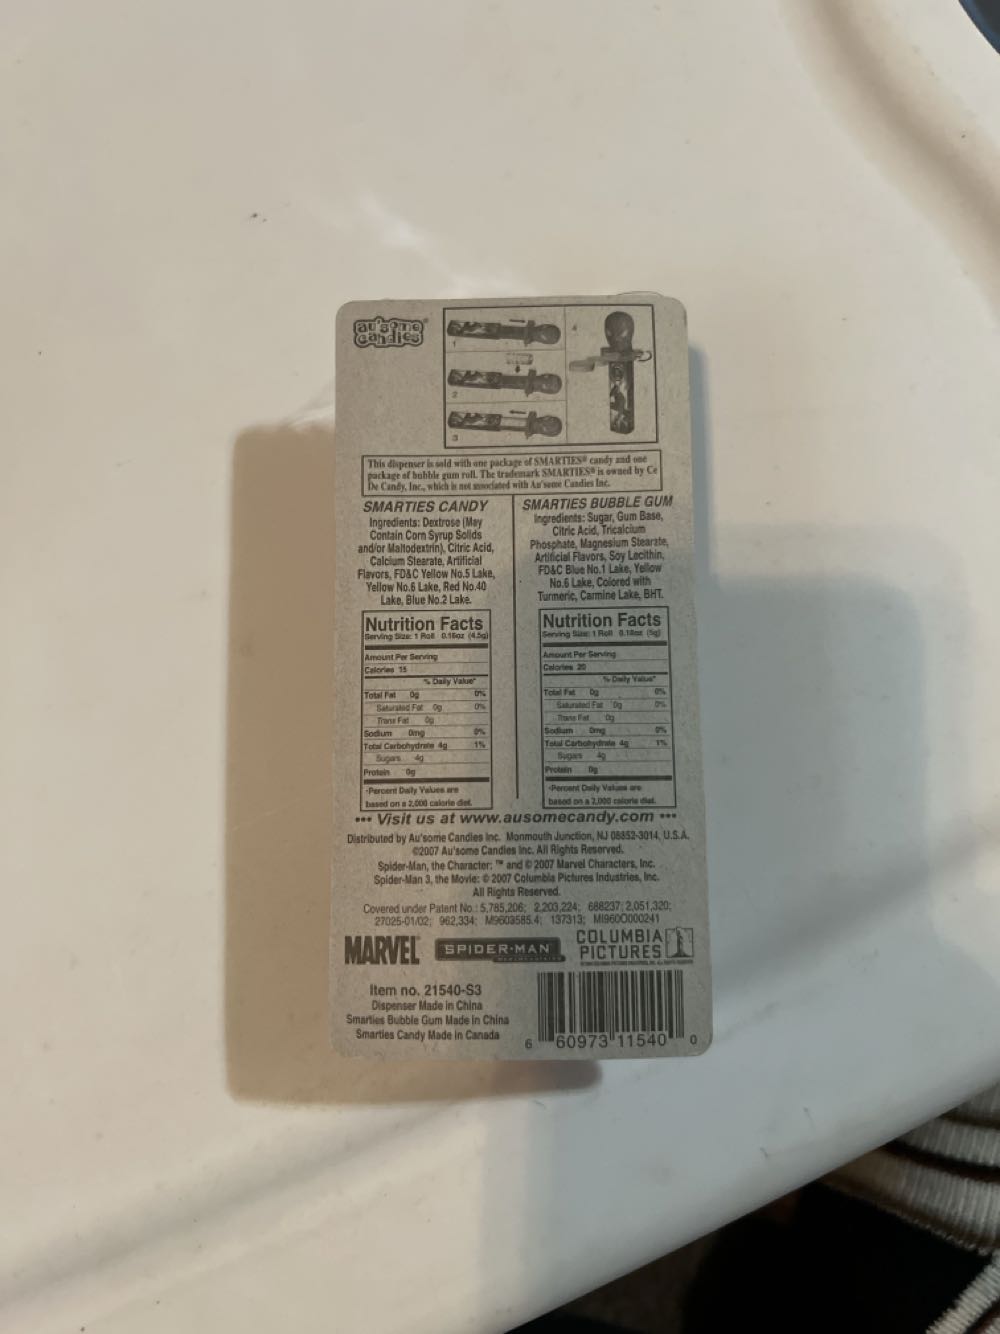 au'some
candies®
1
2
3
4
This dispenser is sold with one package of SMARTIES® candy and one
package of bubble gum roll. The trademark SMARTIES® is owned by Ce
De Candy, Inc., which is not associated with Au'some Candies Inc.
SMARTIES CANDY
Ingredients: Dextrose (May
Contain Corn Syrup Solids
and/or Maltodextrin), Citric Acid,
Calcium Stearate, Artificial
Flavors, FD&C Yellow No.5 Lake,
Yellow No.6 Lake, Red No.40
Lake, Blue No.2 Lake.
Nutrition Facts
Serving Size: 1 Roll 0.16oz (4.5g)
Amount Per Serving
Calories 15
% Daily Value*
Total Fat 0g 0%
Saturated Fat 0g 0%
Trans Fat 0g
Sodium 0mg 0%
Total Carbohydrate 4g 1%
Sugars 4g
Protein 0g
*Percent Daily Values are
based on a 2,000 calorie diet.
SMARTIES BUBBLE GUM
Ingredients: Sugar, Gum Base,
Citric Acid, Tricalcium
Phosphate, Magnesium Stearate,
Artificial Flavors, Soy Lecithin,
FD&C Blue No.1 Lake, Yellow
No.6 Lake, Colored with
Turmeric, Carmine Lake, BHT.
Nutrition Facts
Serving Size: 1 Roll 0.18oz (5g)
Amount Per Serving
Calories 20
% Daily Value*
Total Fat 0g 0%
Saturated Fat 0g 0%
Trans Fat 0g
Sodium 0mg 0%
Total Carbohydrate 4g 1%
Sugars 4g
Protein 0g
*Percent Daily Values are
based on a 2,000 calorie diet.
••• Visit us at www.ausomecandy.com •••
Distributed by Au'some Candies Inc. Monmouth Junction, NJ 08852-3014, U.S.A.
©2007 Au'some Candies Inc. All Rights Reserved.
Spider-Man, the Character: ™ and © 2007 Marvel Characters, Inc.
Spider-Man 3, the Movie: © 2007 Columbia Pictures Industries, Inc.
All Rights Reserved.
Covered under Patent No.: 5,785,206; 2,203,224; 688237; 2,051,320;
27025-01/02; 962,334; M9603585.4; 137313; MI96O000241
MARVEL
SPIDER-MAN
MERCHANDISING
COLUMBIA
PICTURES
Item no. 21540-S3
Dispenser Made in China
Smarties Bubble Gum Made in China
Smarties Candy Made in Canada
6 60973 11540 0